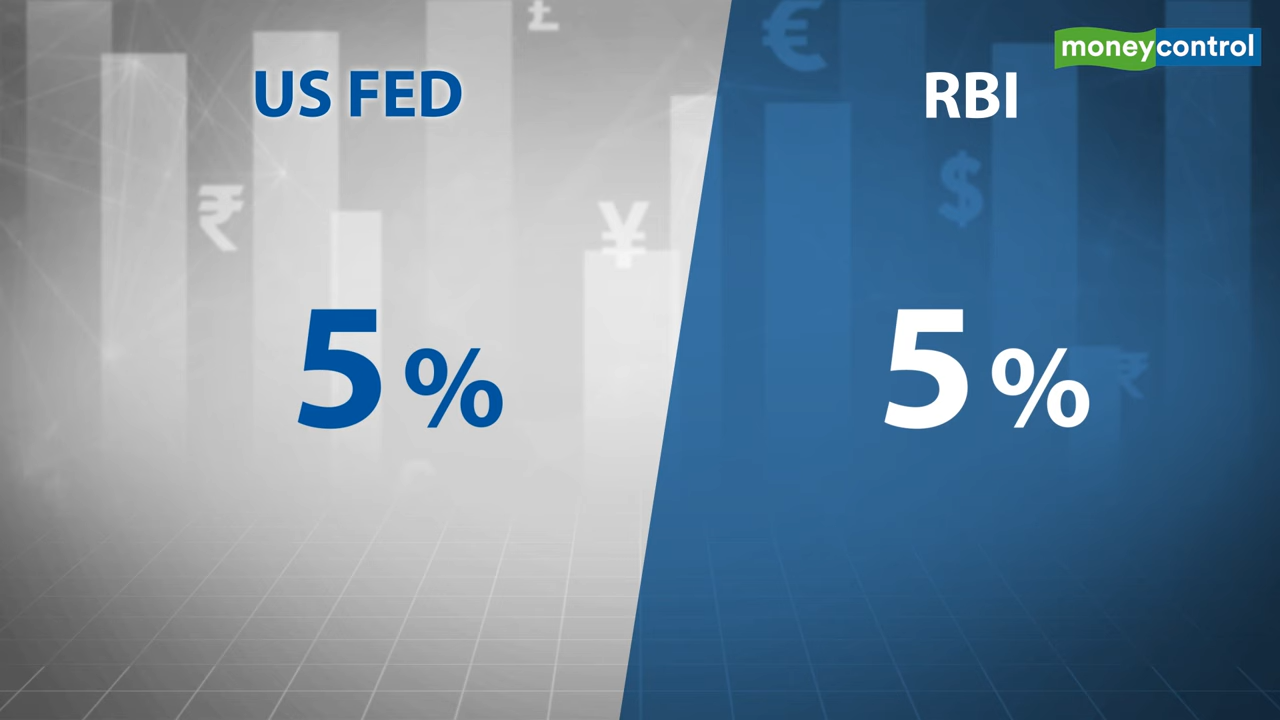 moneycontrol
US FED
RBI
5 %
5 %
£
€
₹
¥
$
₹